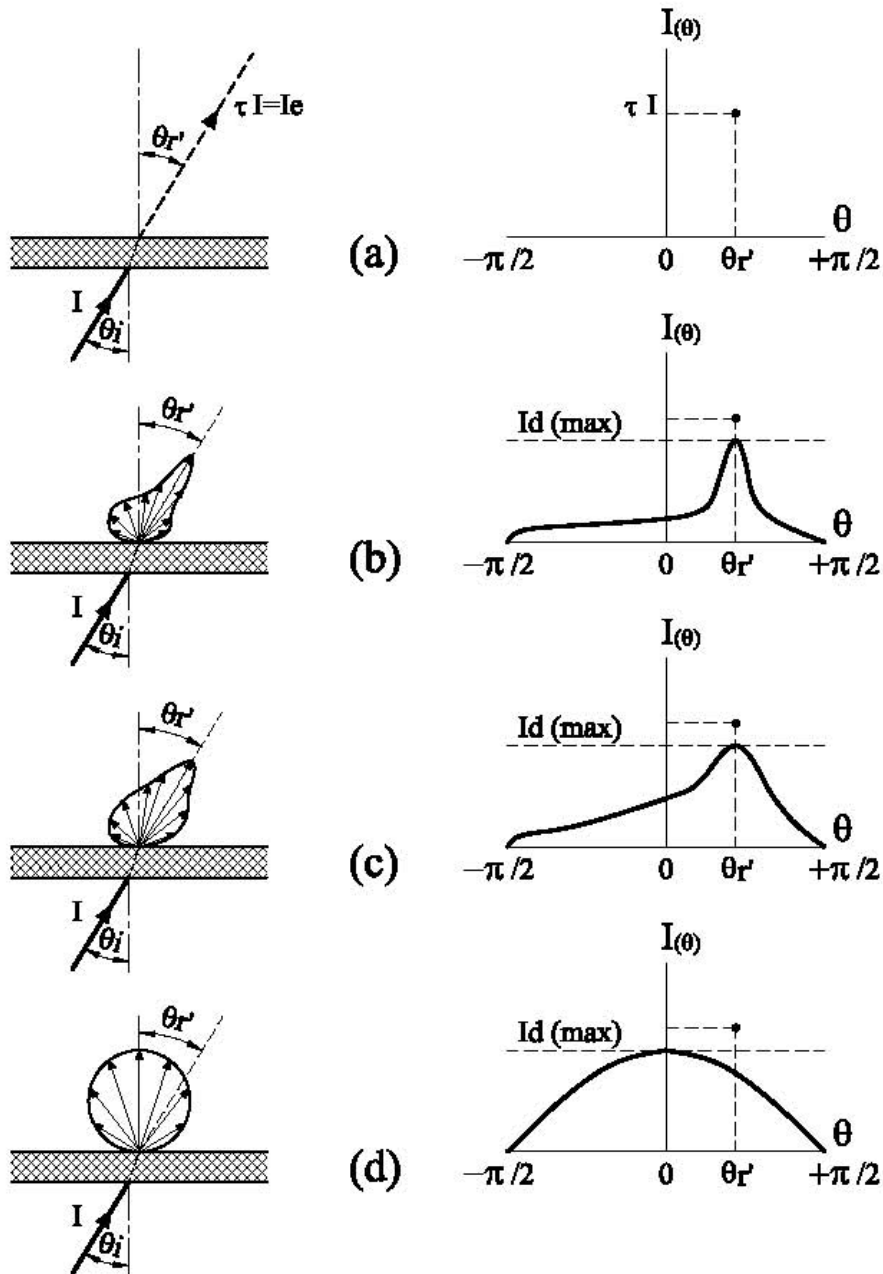 I(θ)
τ I=Ie
τ I
θr'
θ
(a)
−π /2
0
θr'
+π /2
I
θi
I(θ)
θr'
Id (max)
θ
(b)
−π /2
0
θr'
+π /2
I
θi
I(θ)
θr'
Id (max)
θ
(c)
−π /2
0
θr'
+π /2
I
θi
I(θ)
θr'
Id (max)
θ
(d)
−π /2
0
θr'
+π /2
I
θi